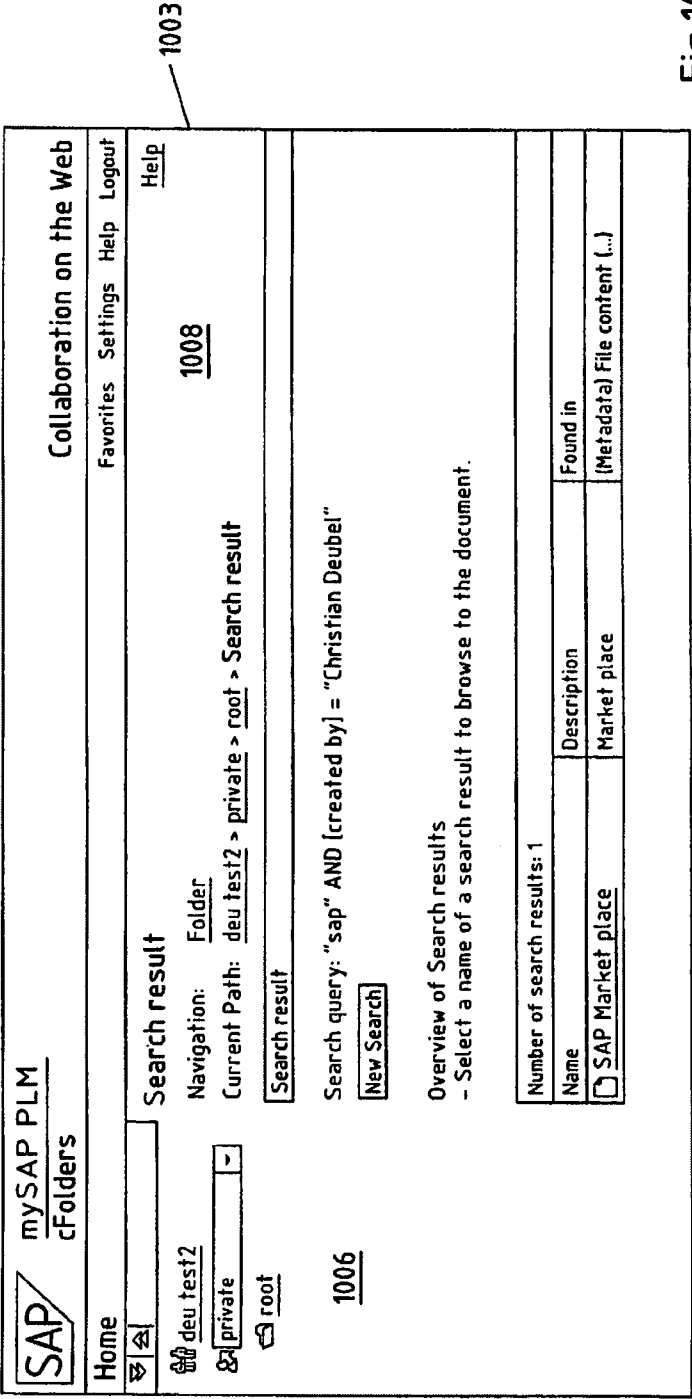 SAP
mySAP PLM
cFolders
Collaboration on the Web
Home
Favorites Settings Help Logout
deu test2
private
root
1006
Search result
Help
1003
Navigation: Folder
1008
Current Path: deu test2 > private > root > Search result
Search result
Search query: "sap" AND [created by] = "Christian Deubel"
New Search
Overview of Search results
- Select a name of a search result to browse to the document.
Number of search results: 1
Name Description Found in
SAP Market place Market place (Metadata) File content (...)